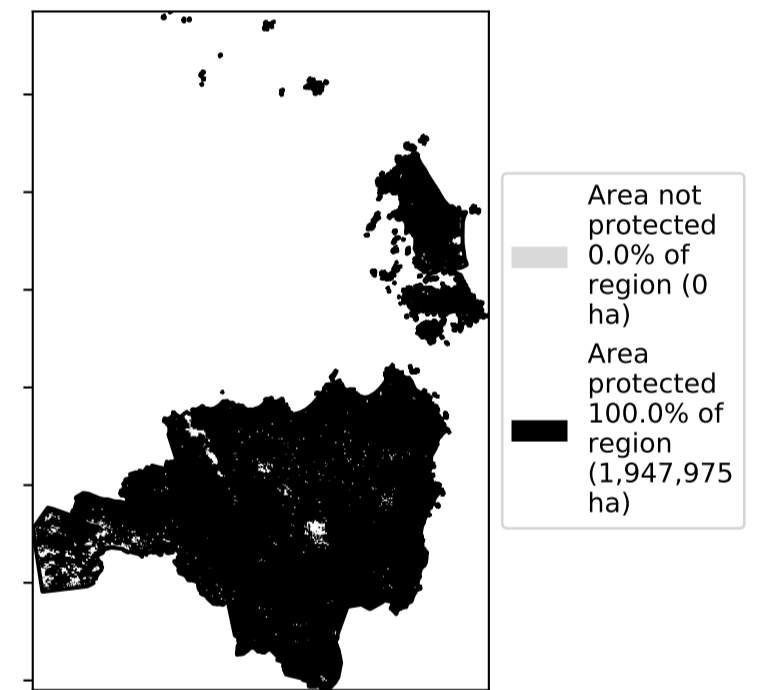 Area not
protected
0.0% of
region (0
ha)
Area
protected
100.0% of
region
(1,947,975
ha)